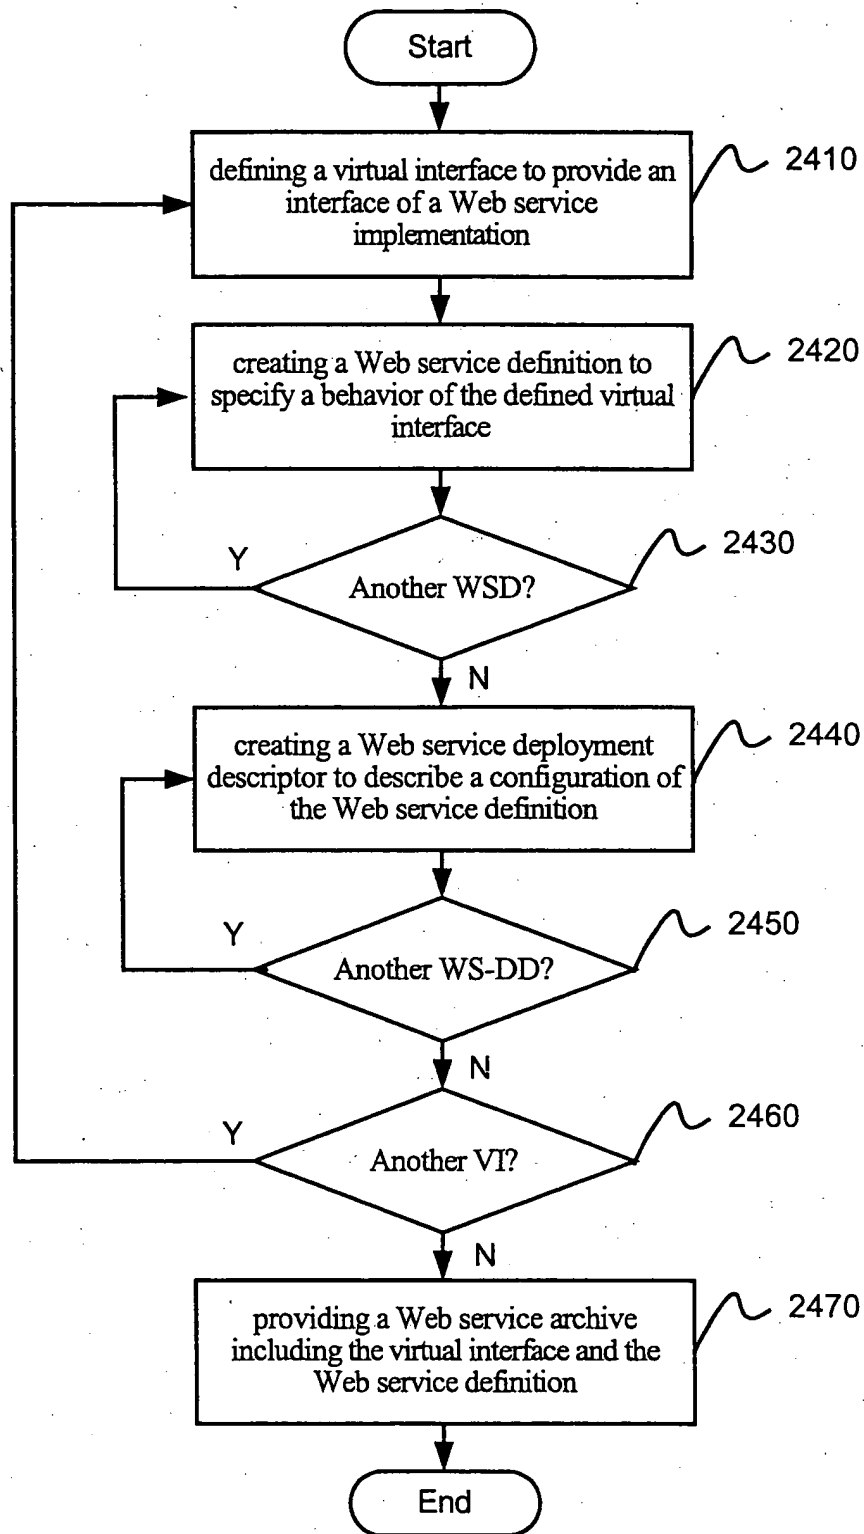 Start
defining a virtual interface to provide an
interface of a Web service
implementation
2410
creating a Web service definition to
specify a behavior of the defined virtual
interface
2420
Y
Another WSD?
2430
N
creating a Web service deployment
descriptor to describe a configuration of
the Web service definition
2440
Y
Another WS-DD?
2450
N
Y
Another VI?
2460
N
providing a Web service archive
including the virtual interface and the
Web service definition
2470
End